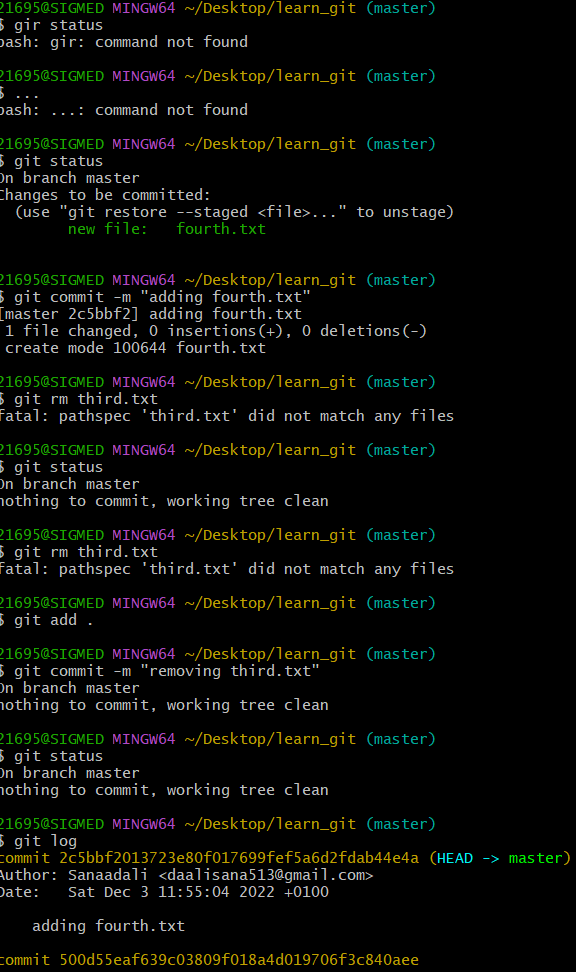 21695@SIGMED MINGW64 ~/Desktop/learn_git (master)
$ gir status
bash: gir: command not found
21695@SIGMED MINGW64 ~/Desktop/learn_git (master)
$ ...
bash: ...: command not found
21695@SIGMED MINGW64 ~/Desktop/learn_git (master)
$ git status
On branch master
Changes to be committed:
  (use "git restore --staged <file>..." to unstage)
        new file:   fourth.txt
21695@SIGMED MINGW64 ~/Desktop/learn_git (master)
$ git commit -m "adding fourth.txt"
[master 2c5bbf2] adding fourth.txt
 1 file changed, 0 insertions(+), 0 deletions(-)
 create mode 100644 fourth.txt
21695@SIGMED MINGW64 ~/Desktop/learn_git (master)
$ git rm third.txt
fatal: pathspec 'third.txt' did not match any files
21695@SIGMED MINGW64 ~/Desktop/learn_git (master)
$ git status
On branch master
nothing to commit, working tree clean
21695@SIGMED MINGW64 ~/Desktop/learn_git (master)
$ git rm third.txt
fatal: pathspec 'third.txt' did not match any files
21695@SIGMED MINGW64 ~/Desktop/learn_git (master)
$ git add .
21695@SIGMED MINGW64 ~/Desktop/learn_git (master)
$ git commit -m "removing third.txt"
On branch master
nothing to commit, working tree clean
21695@SIGMED MINGW64 ~/Desktop/learn_git (master)
$ git status
On branch master
nothing to commit, working tree clean
21695@SIGMED MINGW64 ~/Desktop/learn_git (master)
$ git log
commit 2c5bbf2013723e80f017699fef5a6d2fdab44e4a (HEAD -> master)
Author: Sanaadali <daalisana513@gmail.com>
Date:   Sat Dec 3 11:55:04 2022 +0100
    adding fourth.txt
commit 500d55eaf639c03809f018a4d019706f3c840aee